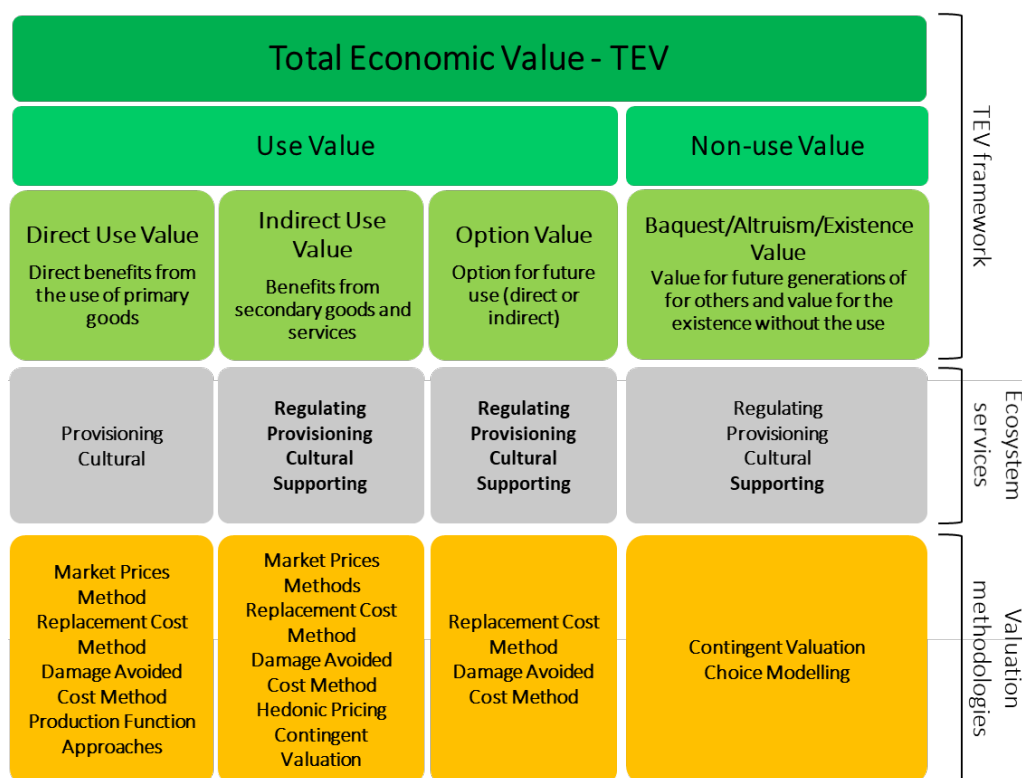 Total Economic Value - TEV
Use Value
Non-use Value
Direct Use Value
Direct benefits from
the use of primary
goods
Indirect Use
Value
Benefits from
secondary goods and
services
Option Value
Option for future
use (direct or
indirect)
Baquest/Altruism/Existence
Value
Value for future generations of
for others and value for the
existence without the use
TEV framework
Provisioning
Cultural
Regulating
Provisioning
Cultural
Supporting
Regulating
Provisioning
Cultural
Supporting
Regulating
Provisioning
Cultural
Supporting
Ecosystem
services
Market Prices
Method
Replacement Cost
Method
Damage Avoided
Cost Method
Production Function
Approaches
Market Prices
Methods
Replacement Cost
Method
Damage Avoided
Cost Method
Hedonic Pricing
Contingent
Valuation
Replacement Cost
Method
Damage Avoided
Cost Method
Contingent Valuation
Choice Modelling
Valuation
methodologies